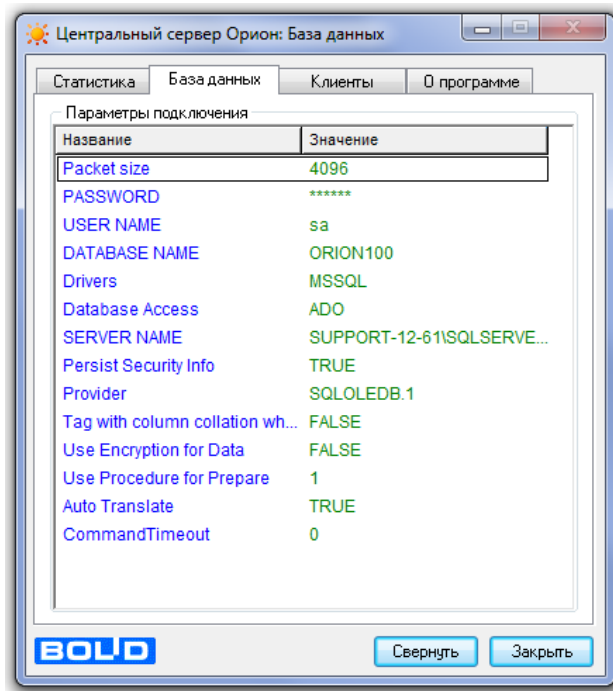 Центральный сервер Орион: База данных
Статистика База данных Клиенты О программе
Параметры подключения
Название Значение
Packet size 4096
PASSWORD ******
USER NAME sa
DATABASE NAME ORION100
Drivers MSSQL
Database Access ADO
SERVER NAME SUPPORT-12-61\SQLSERVE...
Persist Security Info TRUE
Provider SQLOLEDB.1
Tag with column collation wh... FALSE
Use Encryption for Data FALSE
Use Procedure for Prepare 1
Auto Translate TRUE
CommandTimeout 0
BOLID Свернуть Закрыть